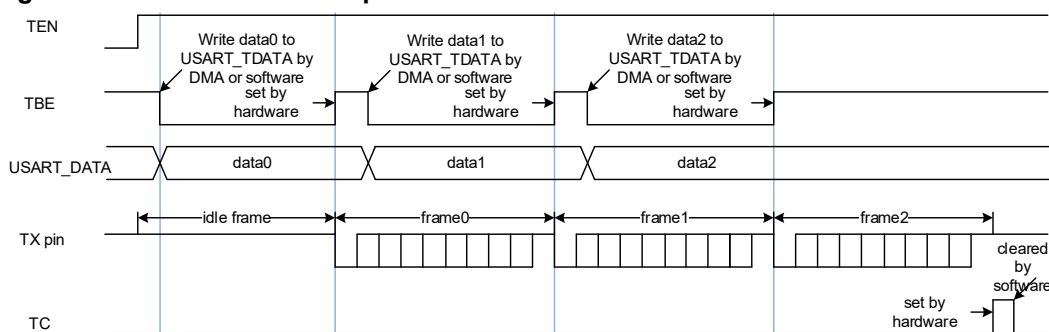 TEN
Write data0 to
USART_TDATA by
DMA or software
Write data1 to
USART_TDATA by
DMA or software
Write data2 to
USART_TDATA by
DMA or software
TBE
set by
hardware
set by
hardware
set by
hardware
USART_DATA
data0
data1
data2
idle frame
frame0
frame1
frame2
TX pin
cleared
by
software
set by
hardware
TC